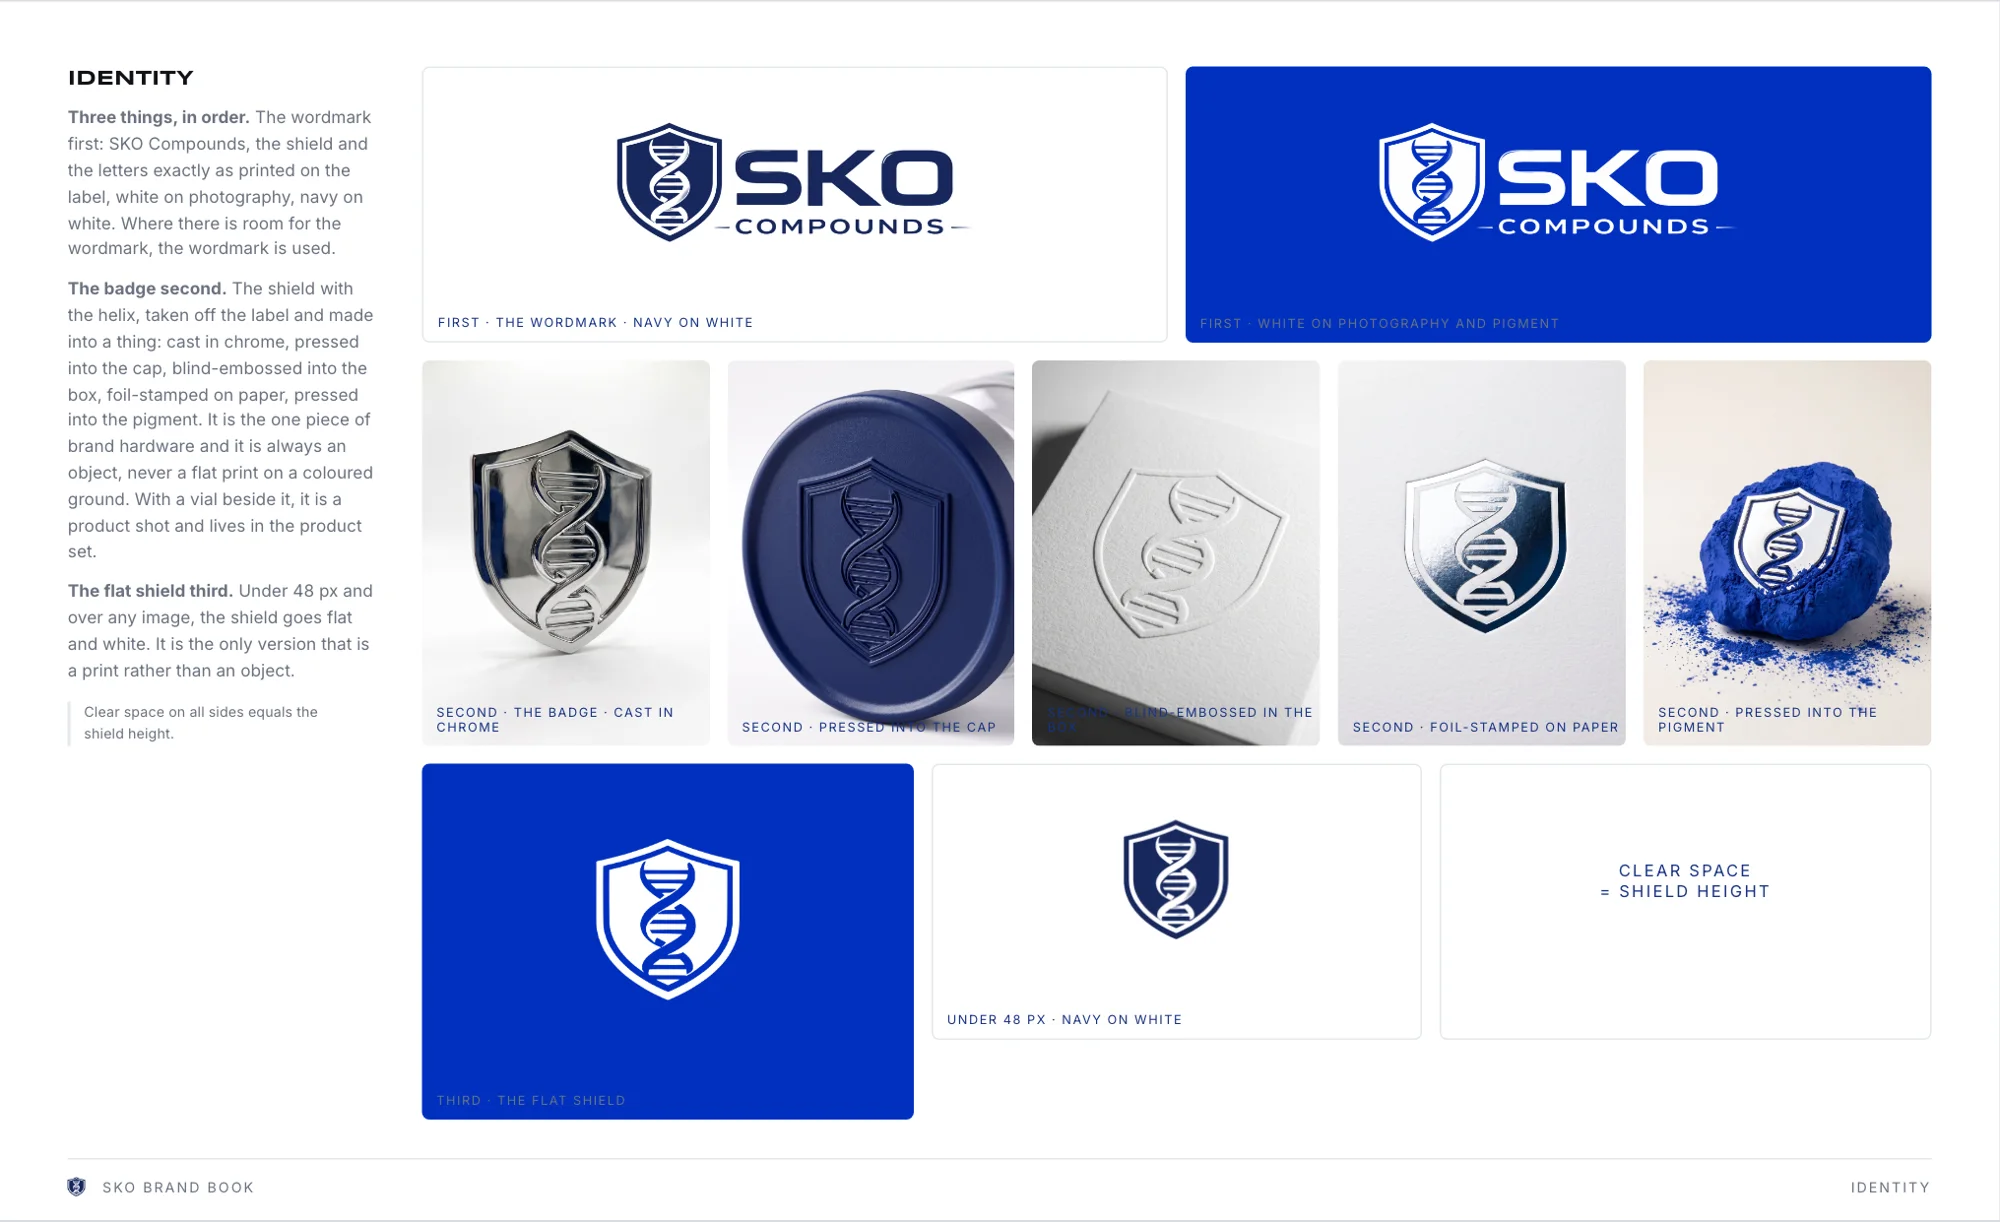 IDENTITY
Three things, in order. The wordmark
first: SKO Compounds, the shield and
the letters exactly as printed on the
label, white on photography, navy on
white. Where there is room for the
wordmark, the wordmark is used.
The badge second. The shield with
the helix, taken off the label and made
into a thing: cast in chrome, pressed
into the cap, blind-embossed into the
box, foil-stamped on paper, pressed
into the pigment. It is the one piece of
brand hardware and it is always an
object, never a flat print on a coloured
ground. With a vial beside it, it is a
product shot and lives in the product
set.
The flat shield third. Under 48 px and
over any image, the shield goes flat
and white. It is the only version that is
a print rather than an object.
Clear space on all sides equals the
shield height.
SKO
COMPOUNDS
FIRST · THE WORDMARK · NAVY ON WHITE
SKO
COMPOUNDS
FIRST · WHITE ON PHOTOGRAPHY AND PIGMENT
SECOND · THE BADGE · CAST IN
CHROME
SECOND · PRESSED INTO THE CAP
SECOND · BLIND-EMBOSSED IN THE
BOX
SECOND · FOIL-STAMPED ON PAPER
SECOND · PRESSED INTO THE
PIGMENT
THIRD · THE FLAT SHIELD
UNDER 48 PX · NAVY ON WHITE
CLEAR SPACE
= SHIELD HEIGHT
SKO BRAND BOOK
IDENTITY